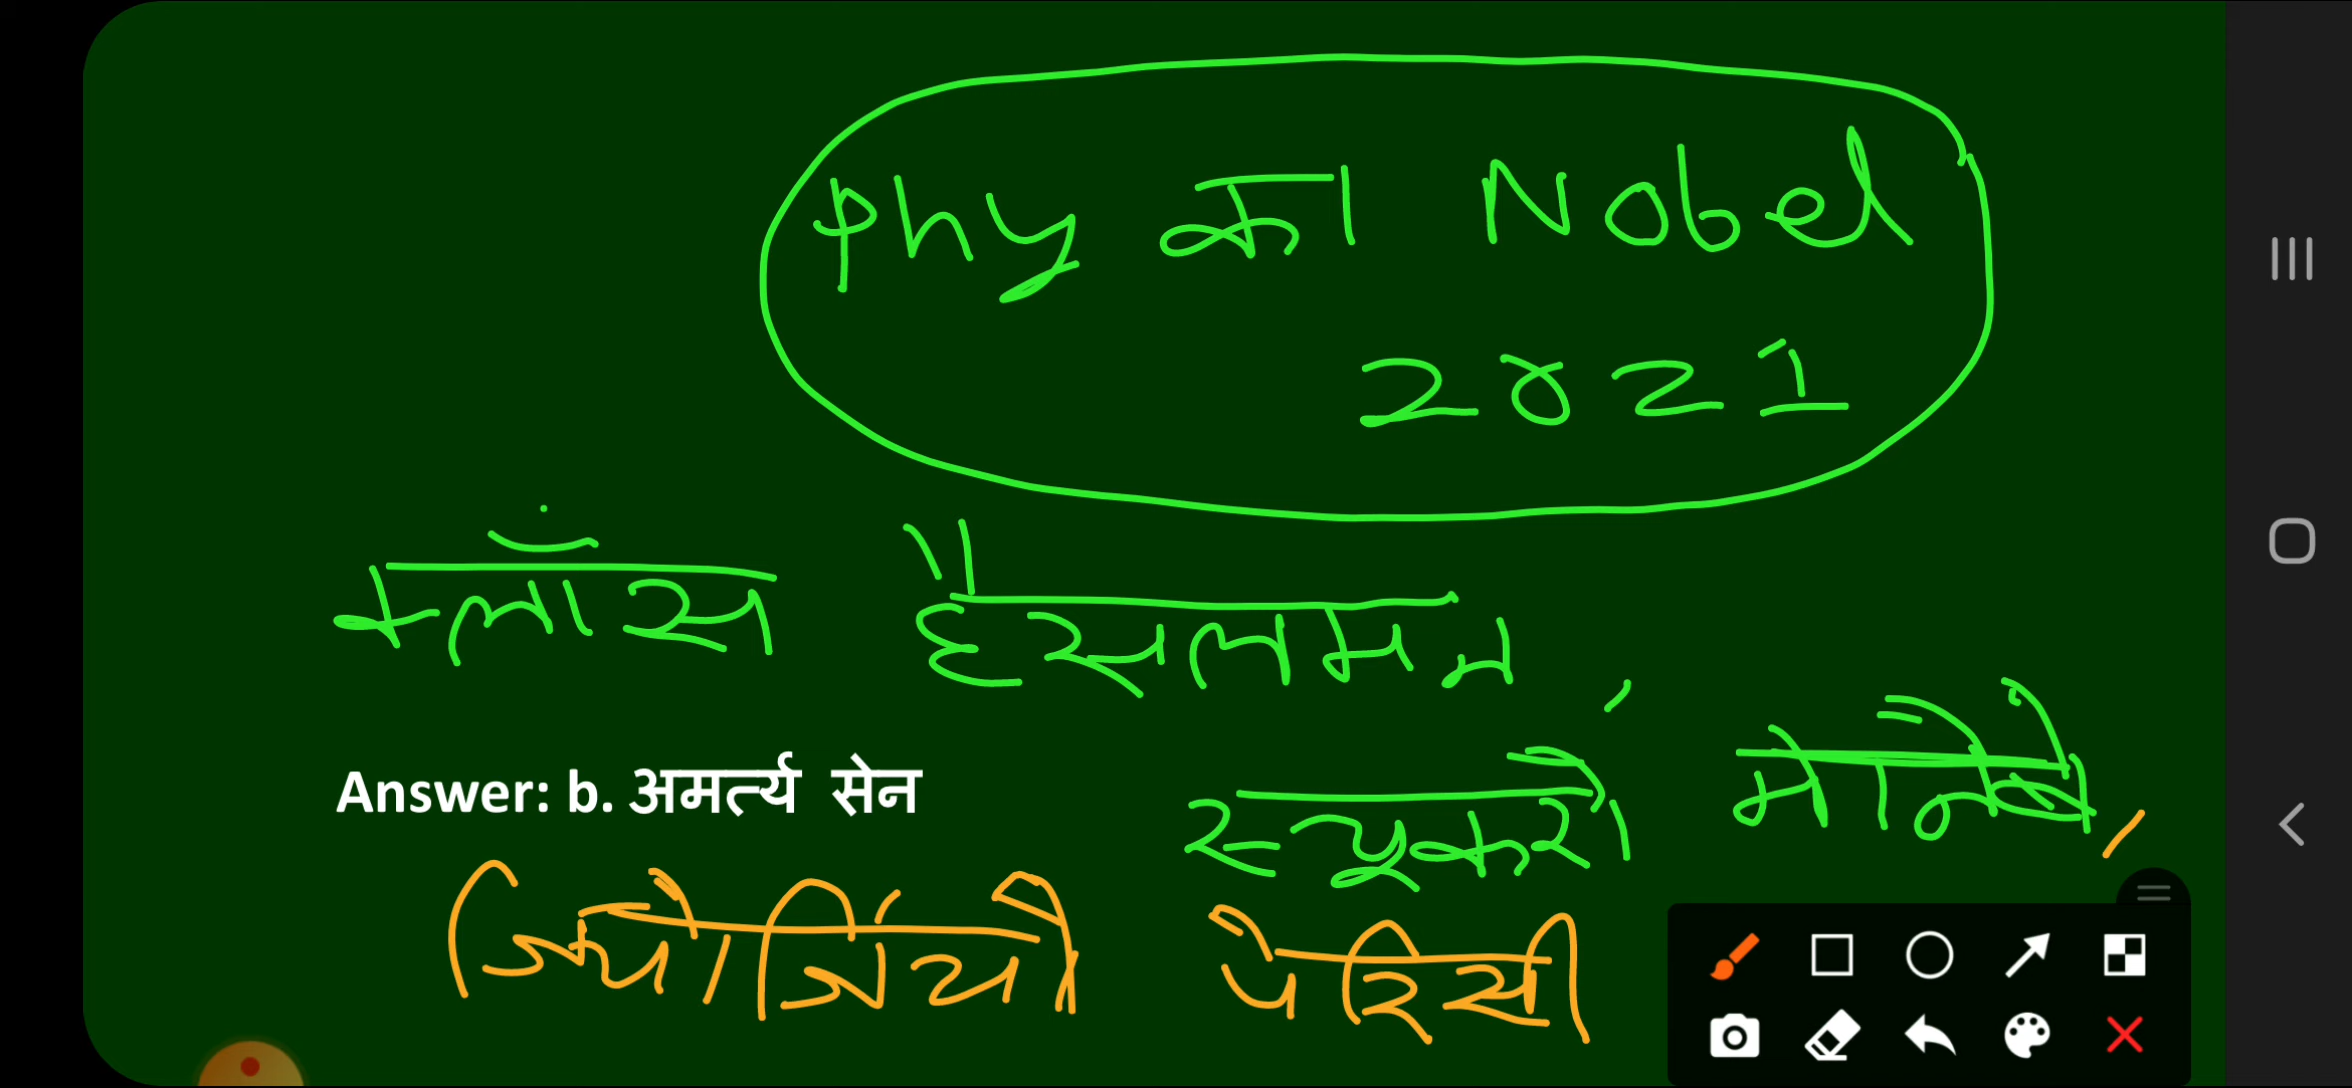 Phy का Nobel
2021
क्लॉस हैसलमन,
Answer: b. अमर्त्य सेन
स्यूकरो मानेबे,
जियोर्जियो पेरिसी